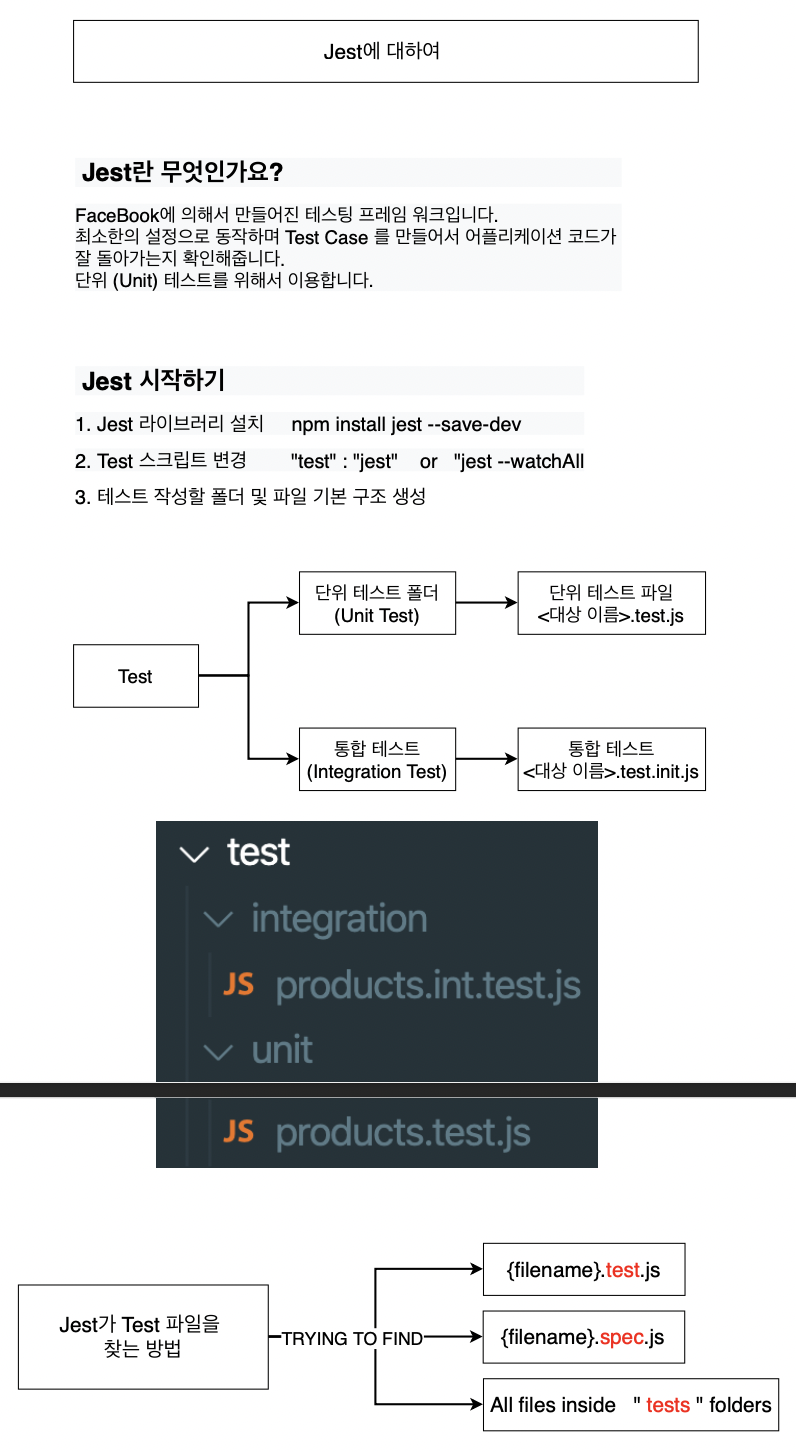 Jest에 대하여
Jest란 무엇인가요?
FaceBook에 의해서 만들어진 테스팅 프레임 워크입니다.
최소한의 설정으로 동작하며 Test Case 를 만들어서 어플리케이션 코드가
잘 돌아가는지 확인해줍니다.
단위 (Unit) 테스트를 위해서 이용합니다.
Jest 시작하기
1. Jest 라이브러리 설치 npm install jest --save-dev
2. Test 스크립트 변경 "test" : "jest" or "jest --watchAll
3. 테스트 작성할 폴더 및 파일 기본 구조 생성
Test
단위 테스트 폴더
(Unit Test)
단위 테스트 파일
<대상 이름>.test.js
통합 테스트
(Integration Test)
통합 테스트
<대상 이름>.test.init.js
test
integration
JS products.int.test.js
unit
JS products.test.js
Jest가 Test 파일을
찾는 방법
TRYING TO FIND
{filename}.test.js
{filename}.spec.js
All files inside " tests " folders